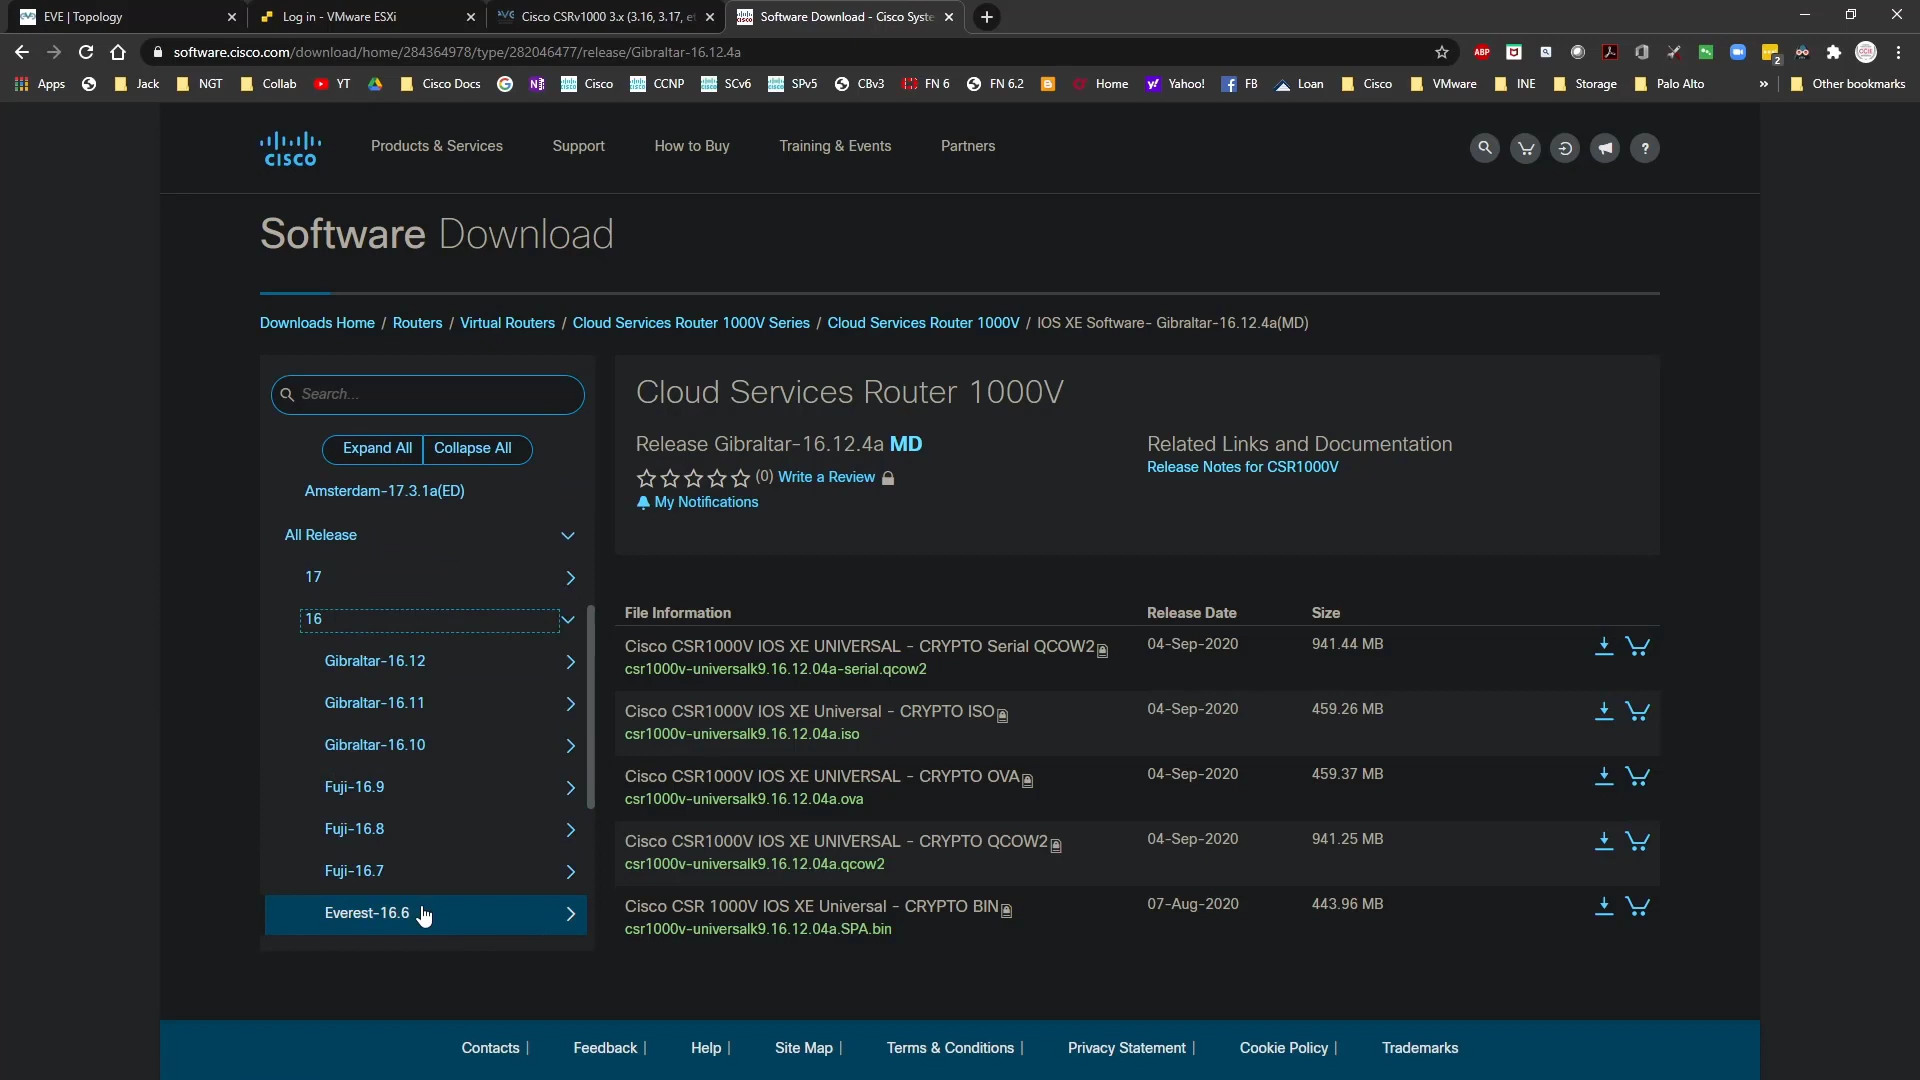 EVE | Topology
Log in - VMware ESXi
Cisco CSRv1000 3.x (3.16, 3.17, et
Software Download - Cisco Syste
software.cisco.com/download/home/284364978/type/282046477/release/Gibraltar-16.12.4a
ABP
2
Apps
Jack
NGT
Collab
YT
Cisco Docs
Cisco
CCNP
SCv6
SPv5
CBv3
FN 6
FN 6.2
Home
Yahoo!
FB
Loan
Cisco
VMware
INE
Storage
Palo Alto
»
Other bookmarks
CISCO
Products & Services
Support
How to Buy
Training & Events
Partners
Software Download
Downloads Home / Routers / Virtual Routers / Cloud Services Router 1000V Series / Cloud Services Router 1000V / IOS XE Software- Gibraltar-16.12.4a(MD)
Search...
Expand All
Collapse All
Amsterdam-17.3.1a(ED)
All Release
17
16
Gibraltar-16.12
Gibraltar-16.11
Gibraltar-16.10
Fuji-16.9
Fuji-16.8
Fuji-16.7
Everest-16.6
Cloud Services Router 1000V
Release Gibraltar-16.12.4a MD
(0) Write a Review
My Notifications
Related Links and Documentation
Release Notes for CSR1000V
File Information Release Date Size
Cisco CSR1000V IOS XE UNIVERSAL - CRYPTO Serial QCOW2 04-Sep-2020 941.44 MB
csr1000v-universalk9.16.12.04a-serial.qcow2
Cisco CSR1000V IOS XE Universal - CRYPTO ISO 04-Sep-2020 459.26 MB
csr1000v-universalk9.16.12.04a.iso
Cisco CSR1000V IOS XE UNIVERSAL - CRYPTO OVA 04-Sep-2020 459.37 MB
csr1000v-universalk9.16.12.04a.ova
Cisco CSR1000V IOS XE UNIVERSAL - CRYPTO QCOW2 04-Sep-2020 941.25 MB
csr1000v-universalk9.16.12.04a.qcow2
Cisco CSR 1000V IOS XE Universal - CRYPTO BIN 07-Aug-2020 443.96 MB
csr1000v-universalk9.16.12.04a.SPA.bin
Contacts | Feedback | Help | Site Map | Terms & Conditions | Privacy Statement | Cookie Policy | Trademarks